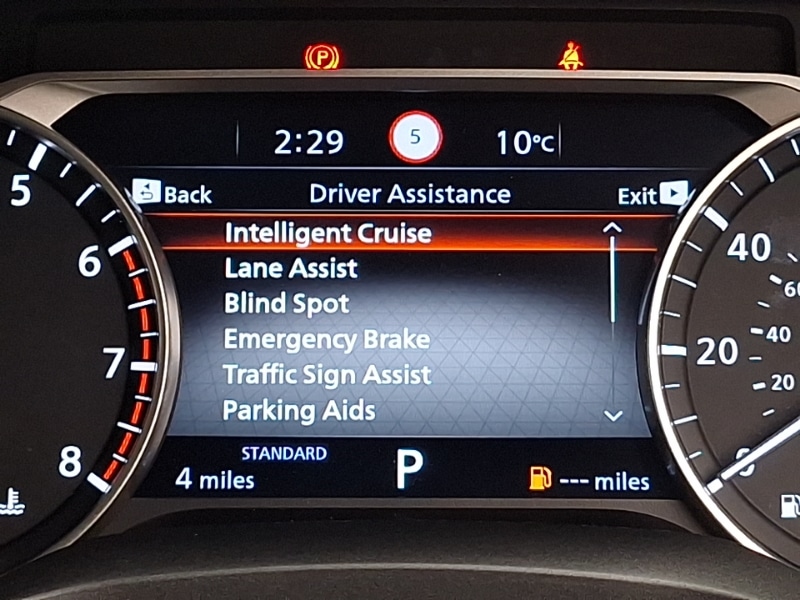 P
2:29 5 10°C
Back Driver Assistance Exit
Intelligent Cruise
Lane Assist
Blind Spot
Emergency Brake
Traffic Sign Assist
Parking Aids
STANDARD
4 miles P --- miles
5
6
7
8
40
20
0
60
40
20